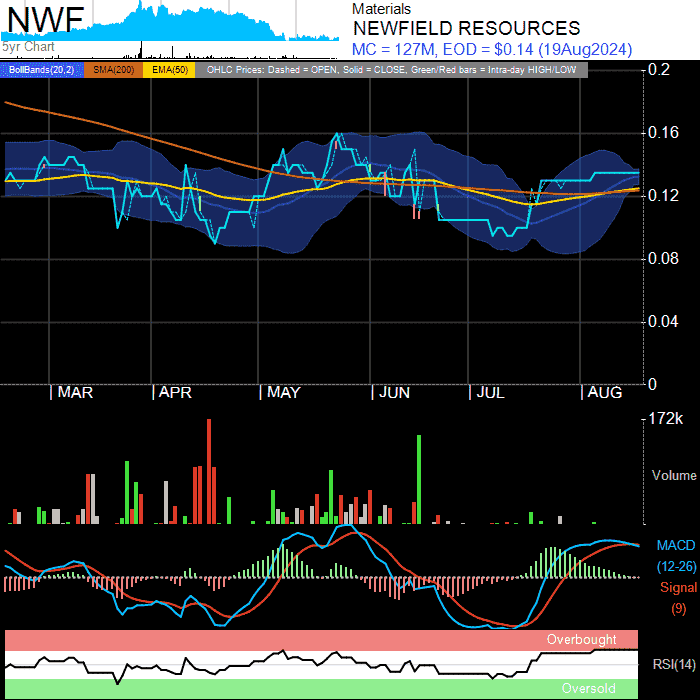 NWF
5yr Chart
Materials
NEWFIELD RESOURCES
MC = 127M, EOD = $0.14 (19Aug2024)
BollBands(20,2) SMA(200) EMA(50) OHLC Prices: Dashed = OPEN, Solid = CLOSE, Green/Red bars = Intra-day HIGH/LOW
0.2
0.16
0.12
0.08
0.04
0
MAR APR MAY JUN JUL AUG
172k
Volume
MACD
(12-26)
Signal
(9)
Overbought
RSI(14)
Oversold